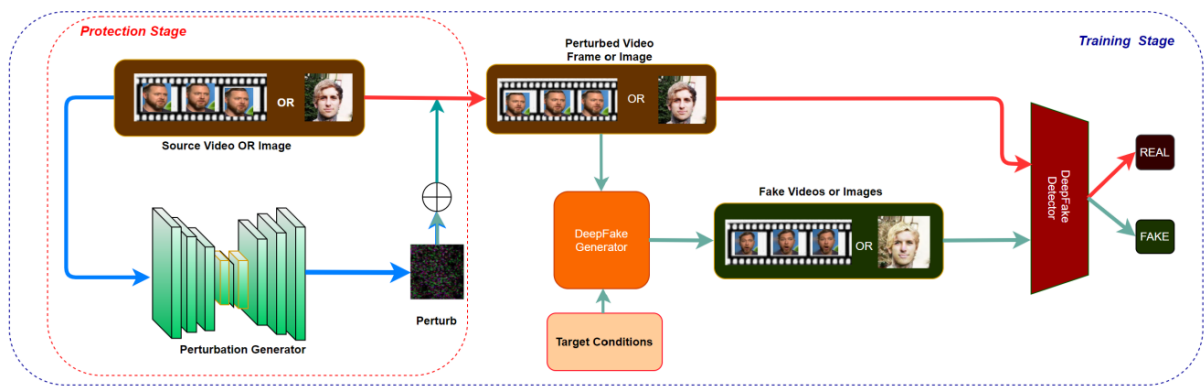 Protection Stage
Training Stage
OR
Source Video OR Image
Perturbed Video
Frame or Image
OR
Perturbation Generator
Perturb
DeepFake
Generator
Target Conditions
Fake Videos or Images
OR
DeepFake
Detector
REAL
FAKE